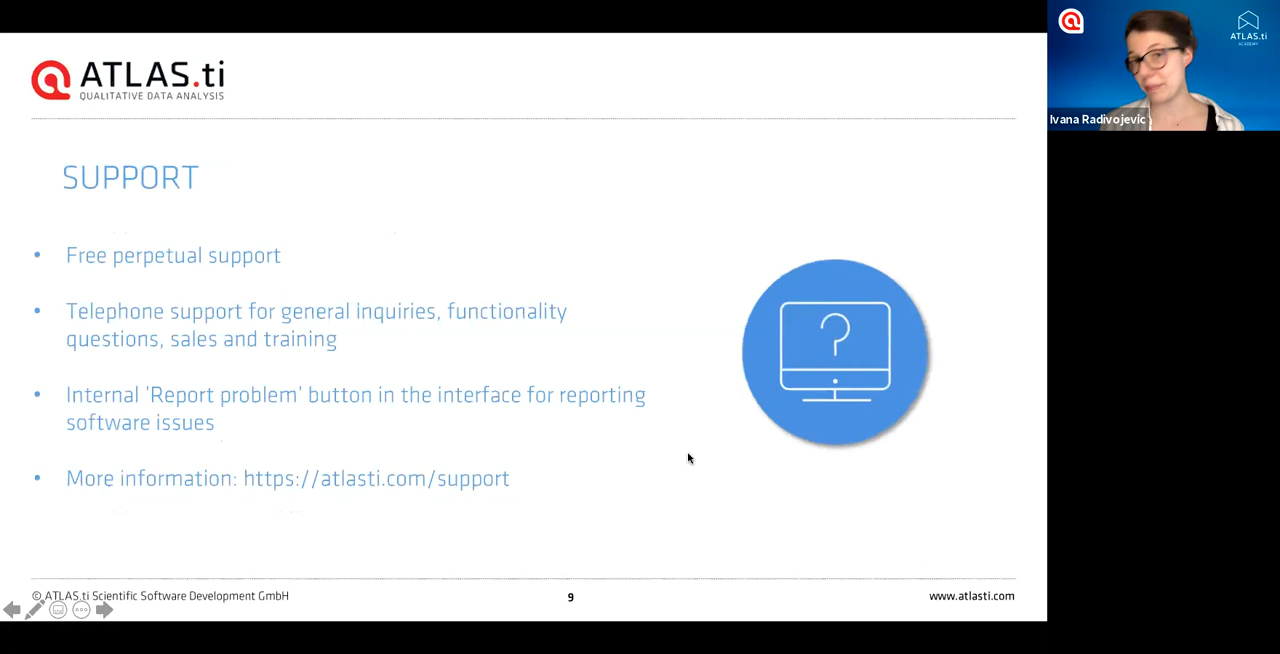 ATLAS.ti
QUALITATIVE DATA ANALYSIS
ATLAS.ti
ACADEMY
Ivana Radivojevic
SUPPORT
• Free perpetual support
• Telephone support for general inquiries, functionality
questions, sales and training
• Internal 'Report problem' button in the interface for reporting
software issues
• More information: https://atlasti.com/support
© ATLAS.ti Scientific Software Development GmbH
9
www.atlasti.com